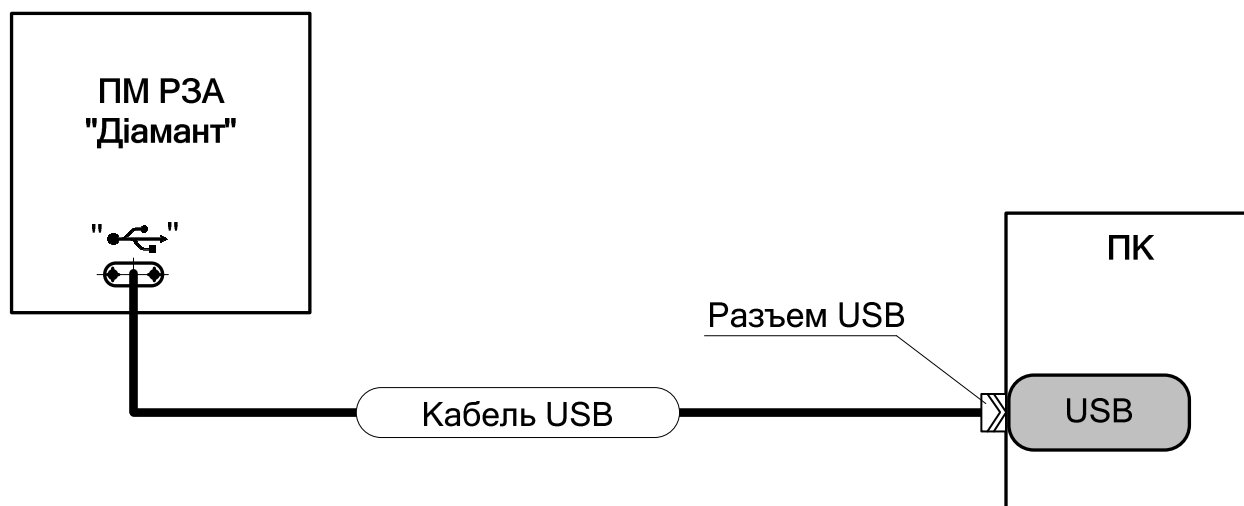 ПМ РЗА
"Діамант"
" "
ПК
Разъем USB
Кабель USB
USB